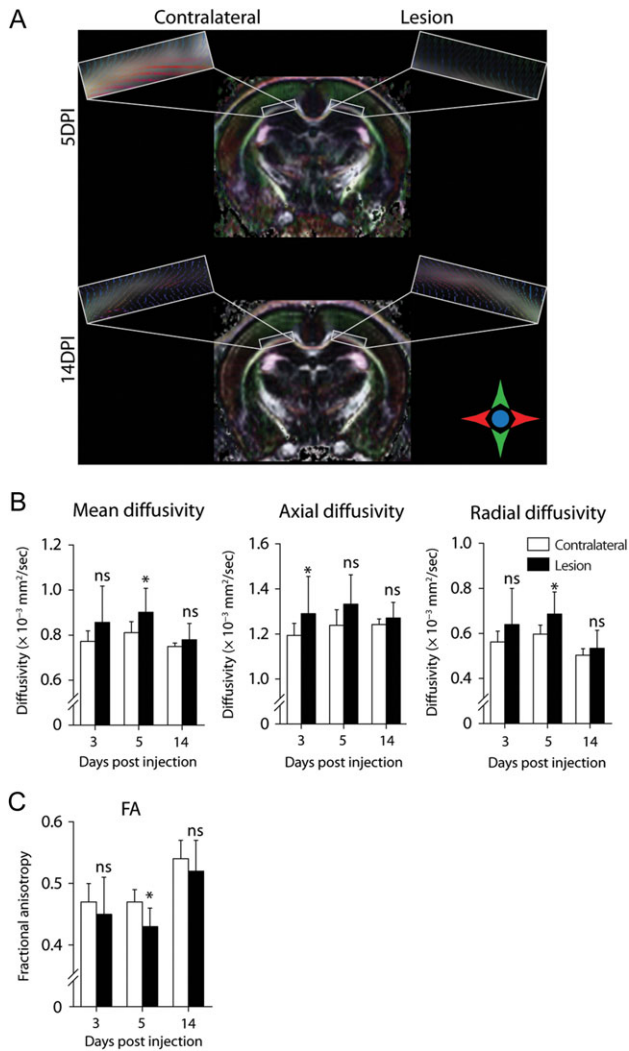 A
Contralateral Lesion
5DPI
14DPI
B
Mean diffusivity
Diffusivity (× 10⁻³ mm²/sec)
1.2
1.0
0.8
0.6
0
ns
*
ns
3 5 14
Days post injection
Axial diffusivity
Diffusivity (× 10⁻³ mm²/sec)
1.6
1.4
1.2
1.0
0
*
ns
ns
3 5 14
Days post injection
Radial diffusivity
Diffusivity (× 10⁻³ mm²/sec)
1.0
0.8
0.6
0.4
0
ns
*
ns
Contralateral
Lesion
3 5 14
Days post injection
C
FA
Fractional anisotropy
0.6
0.5
0.4
0
ns
*
ns
3 5 14
Days post injection